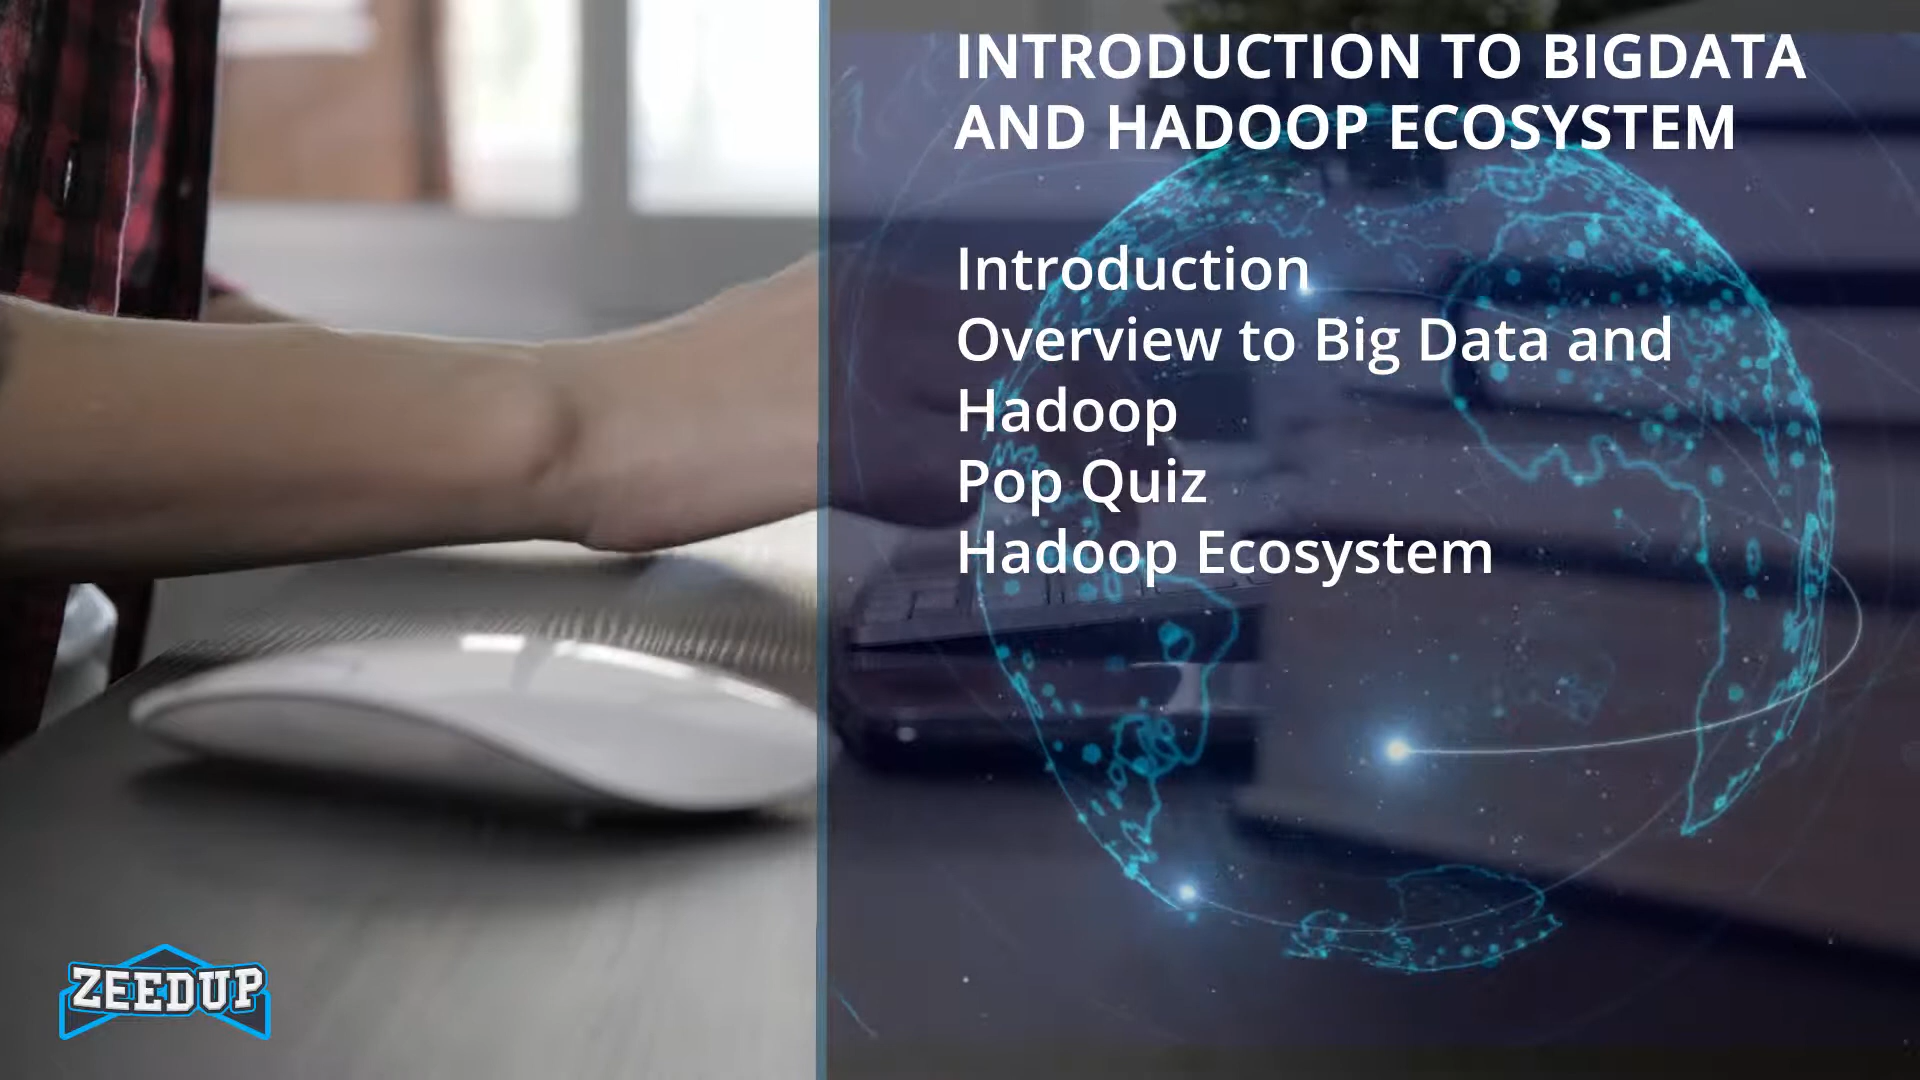 INTRODUCTION TO BIGDATA
AND HADOOP ECOSYSTEM
Introduction
Overview to Big Data and
Hadoop
Pop Quiz
Hadoop Ecosystem
ZEEDUP